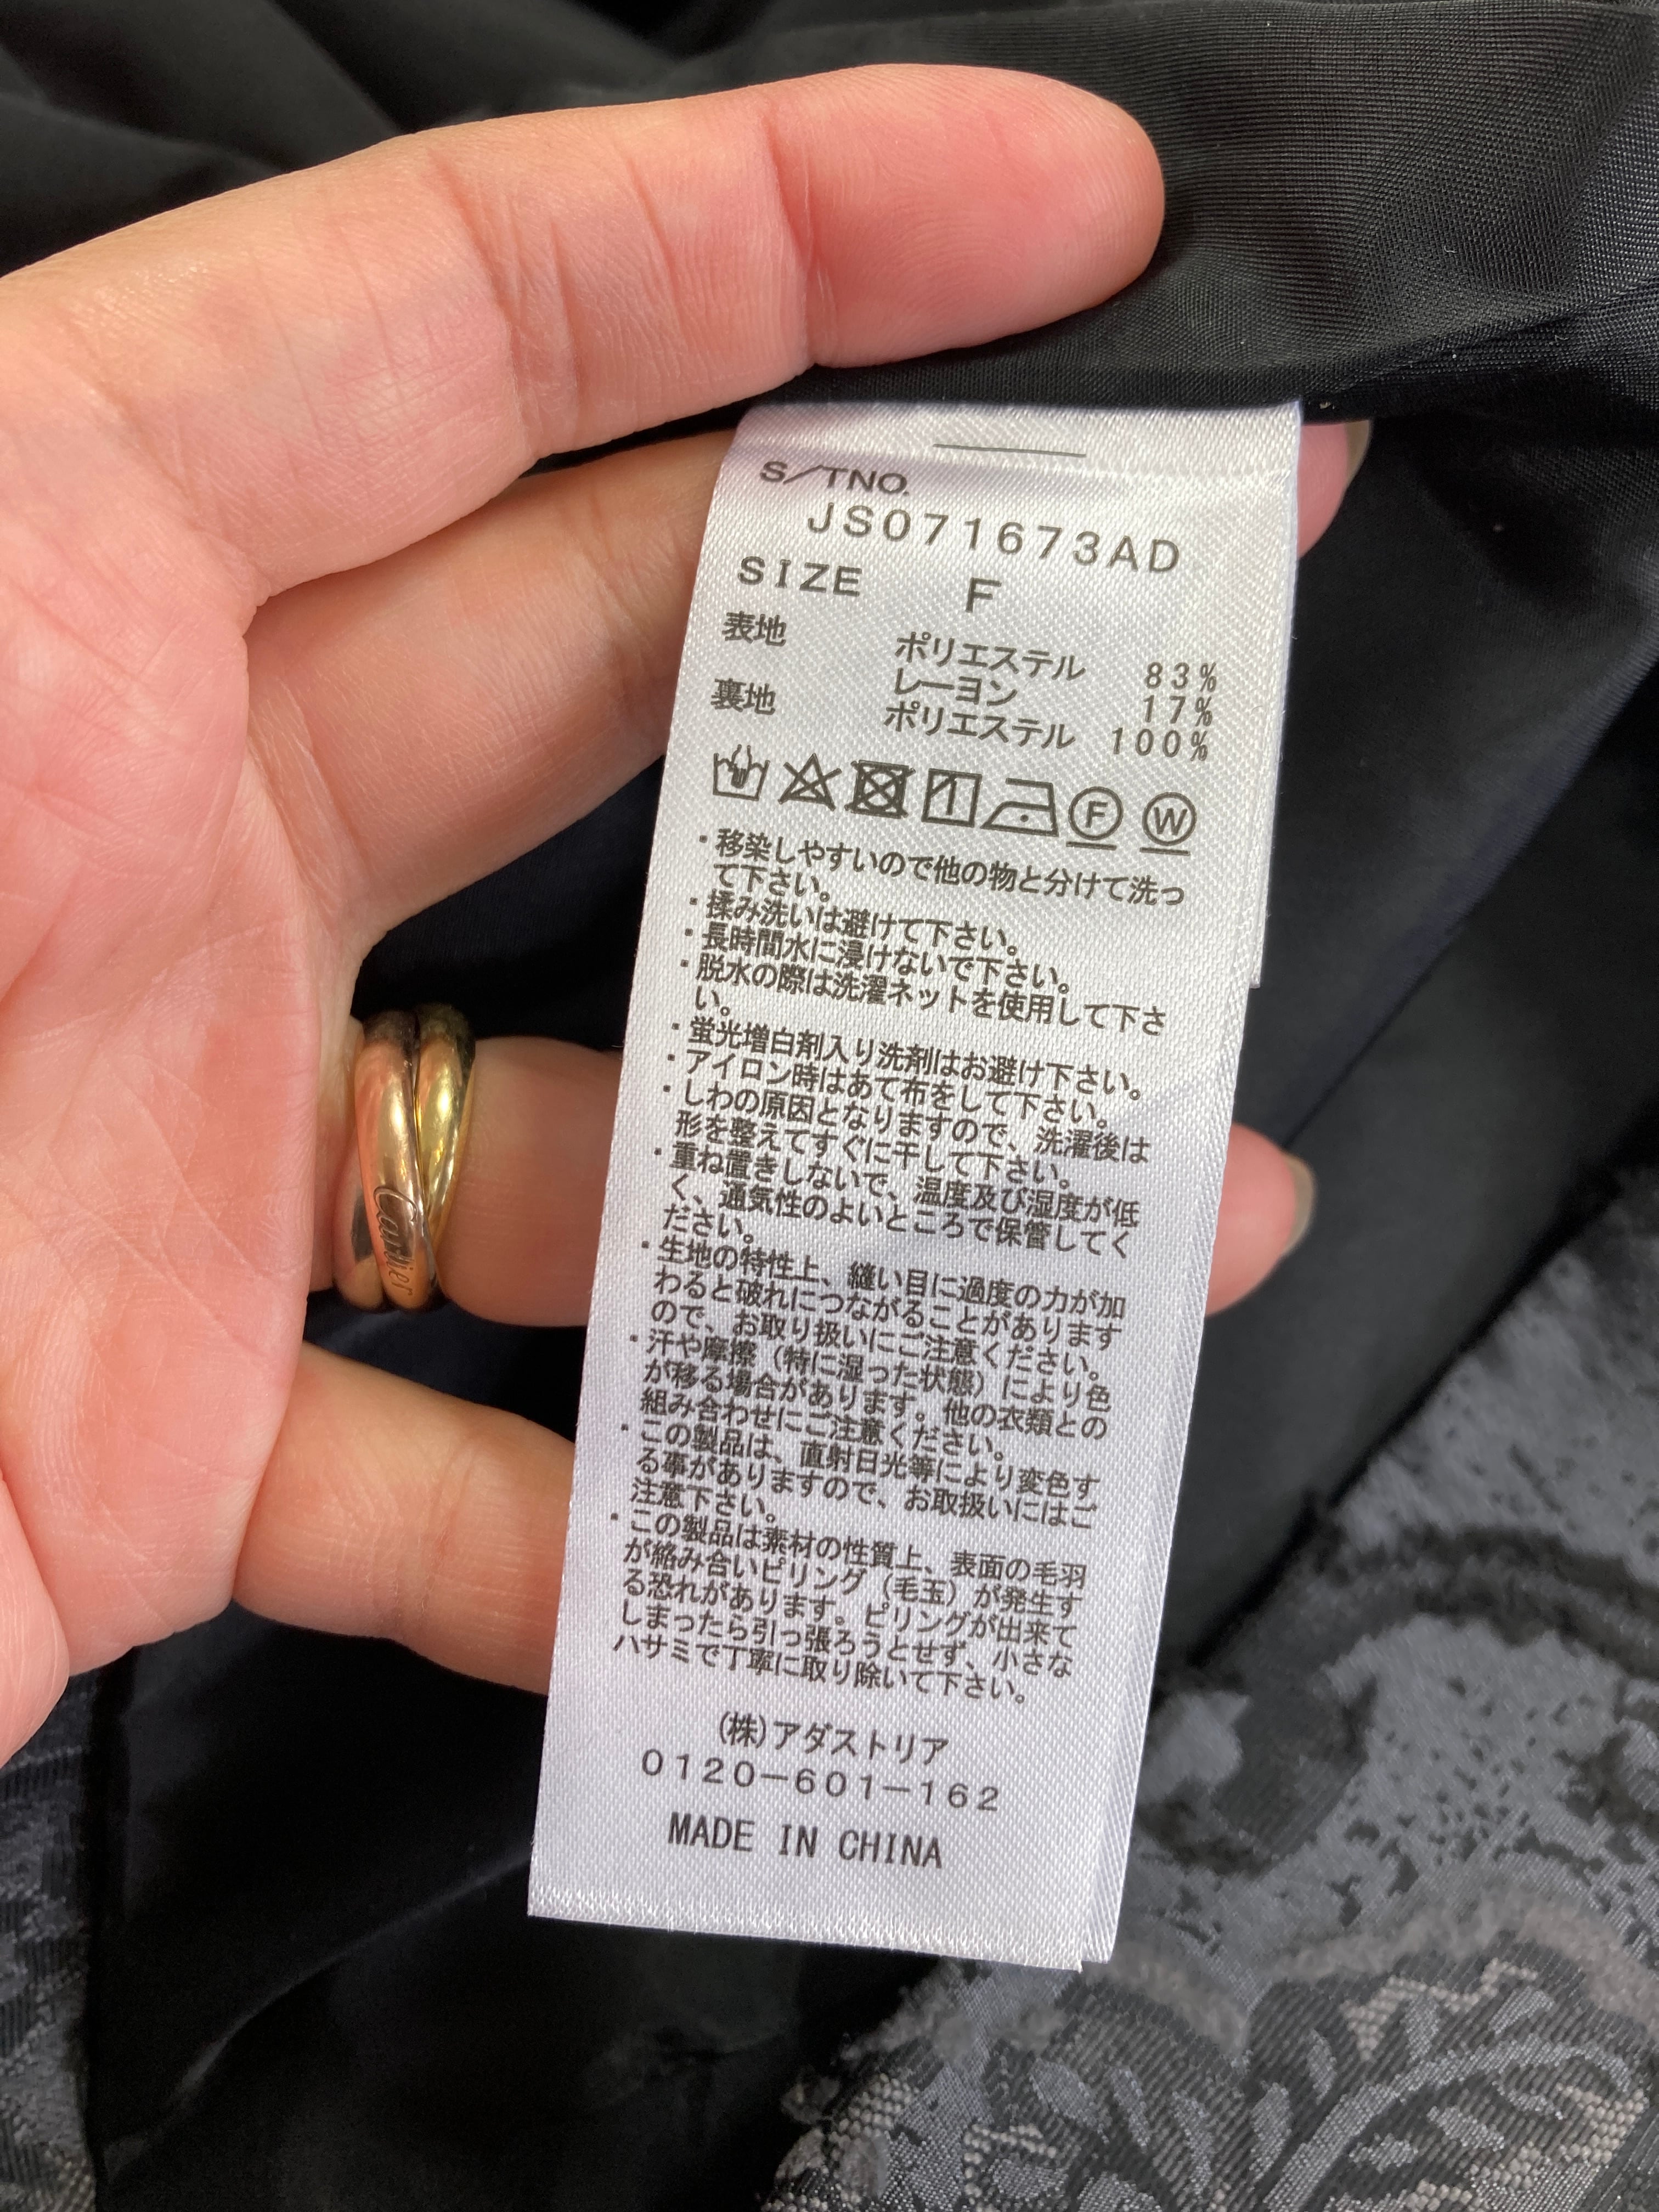 S/TNO.
JS071673AD
SIZE F
表地 ポリエステル 83%
レーヨン 17%
裏地 ポリエステル 100%
F W
・移染しやすいので他の物と分けて洗っ
て下さい。
・揉み洗いは避けて下さい。
・長時間水に浸けないで下さい。
・脱水の際は洗濯ネットを使用して下さ
い。
・蛍光増白剤入り洗剤はお避け下さい。
・アイロン時はあて布をして下さい。
・しわの原因となりますので、洗濯後は
形を整えてすぐに干して下さい。
・重ね置きしないで、温度及び湿度が低
く、通気性のよいところで保管してく
ださい。
・生地の特性上、縫い目に過度の力が加
わると破れにつながることがあります
ので、お取り扱いにご注意ください。
・汗や摩擦（特に湿った状態）により色
が移る場合があります。他の衣類との
組み合わせにご注意ください。
・この製品は、直射日光等により変色す
る事がありますので、お取扱いにはご
注意下さい。
・この製品は素材の性質上、表面の毛羽
が絡み合いピリング（毛玉）が発生す
る恐れがあります。ピリングが出来て
しまったら引っ張ろうとせず、小さな
ハサミで丁寧に取り除いて下さい。
(株)アダストリア
0120-601-162
MADE IN CHINA
Cartier